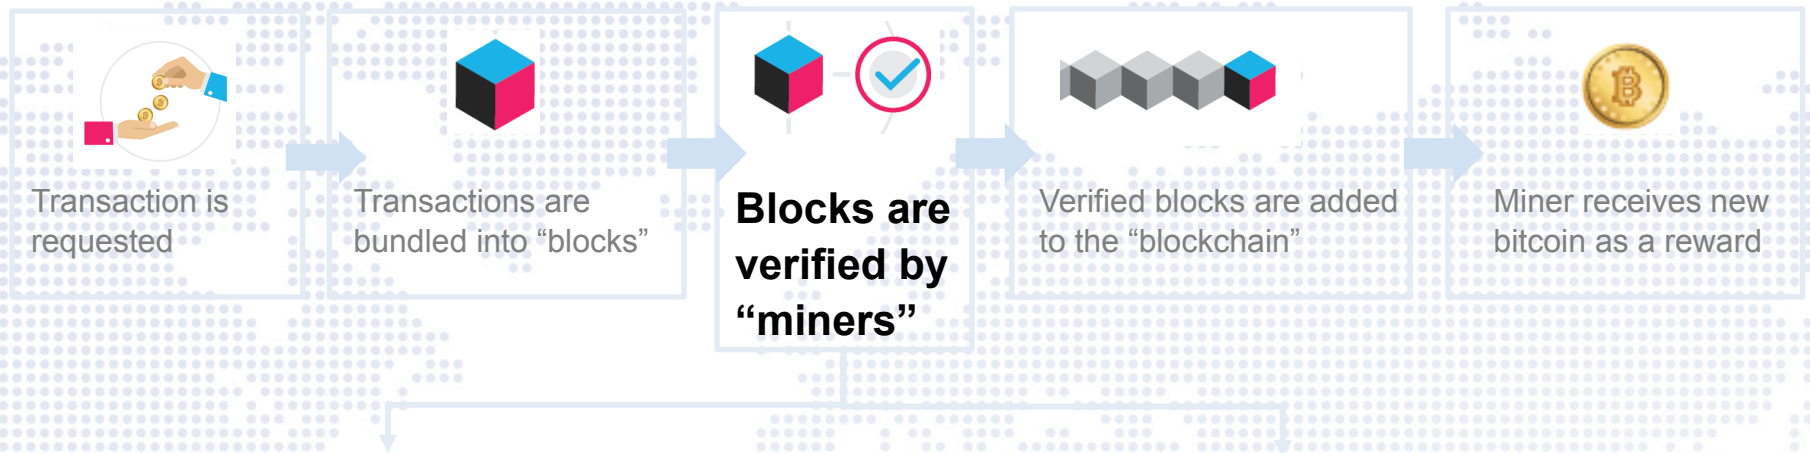 Transaction is
requested
Transactions are
bundled into “blocks”
Blocks are
verified by
“miners”
Verified blocks are added
to the “blockchain”
Miner receives new
bitcoin as a reward